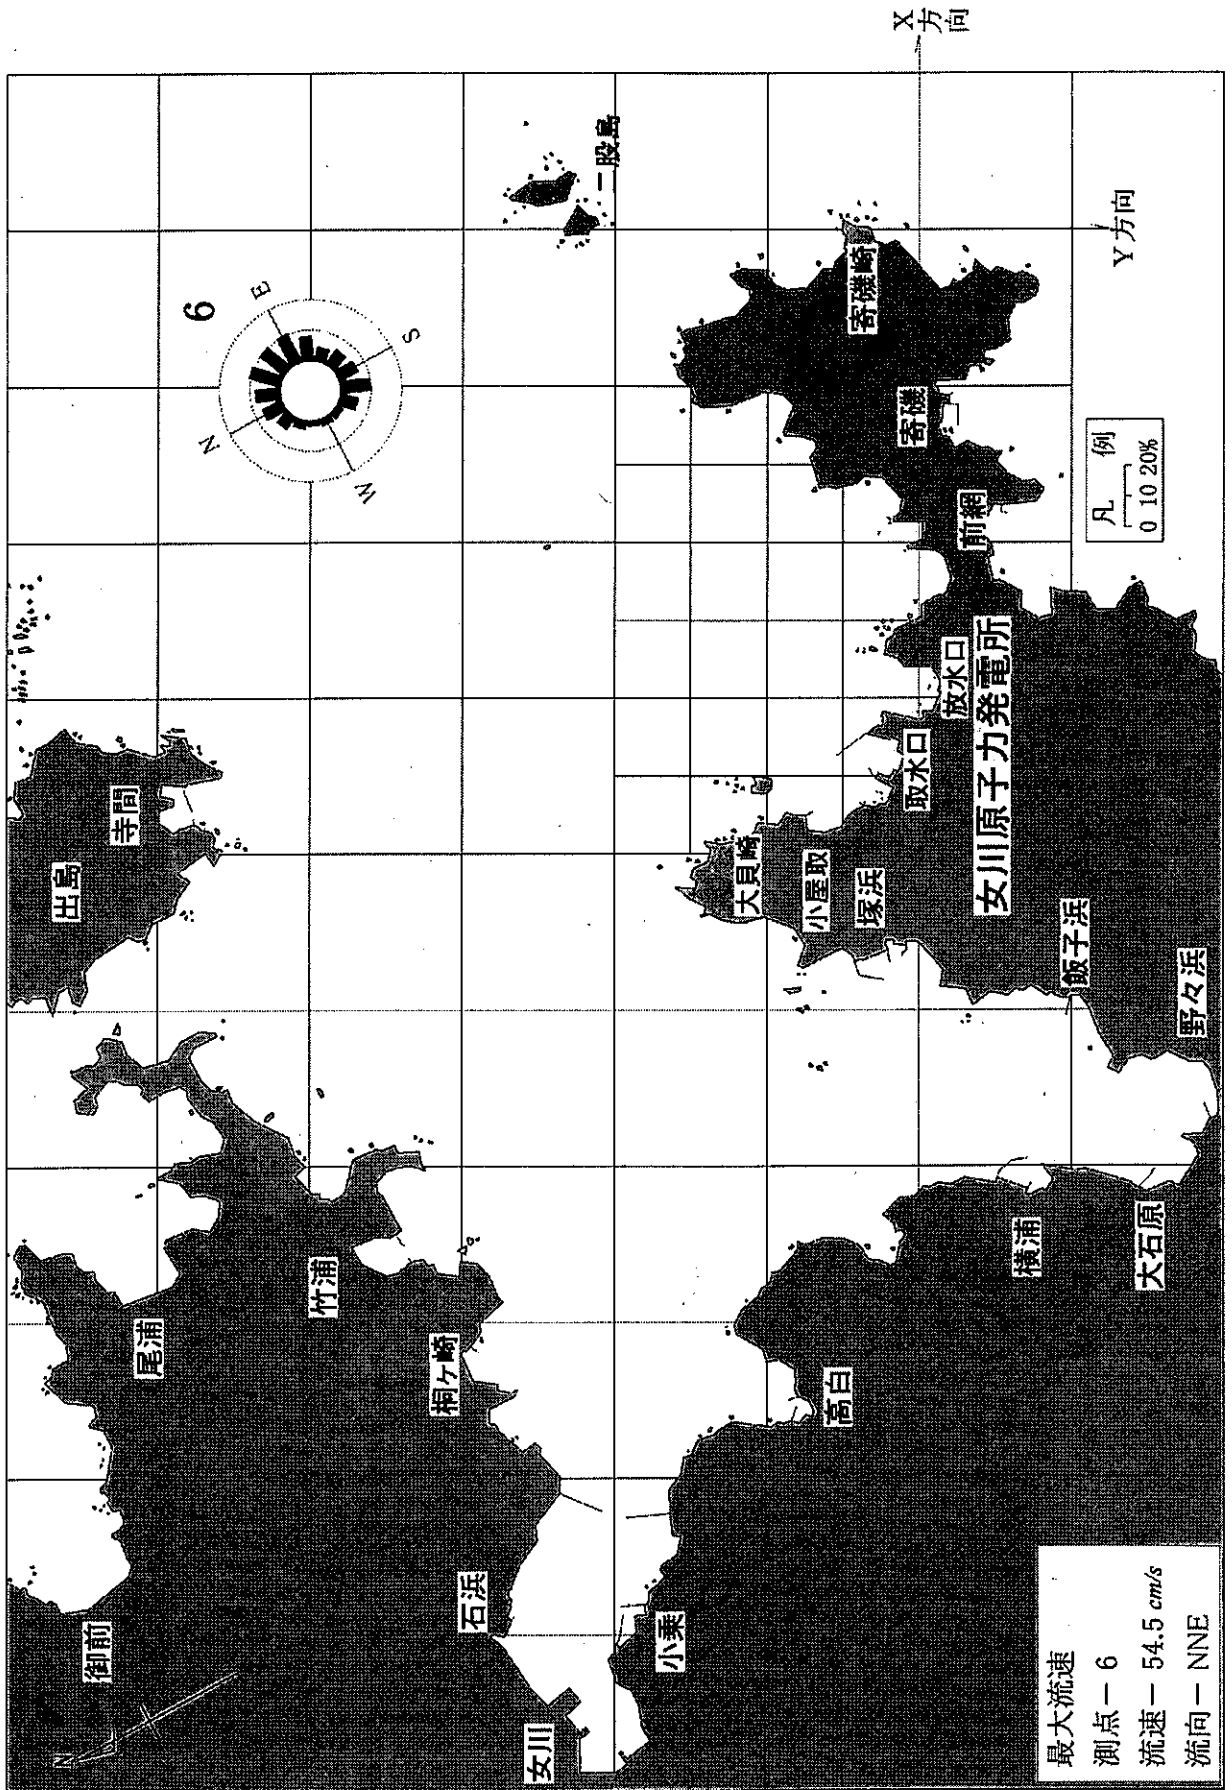 X
方
向
Y方向
二股島
6
N
E
S
W
寄磯崎
寄磯
前網
凡 例
0 10 20%
放水口
女川原子力発電所
取水口
出島
寺間
大貝崎
小屋取
塚浜
飯子浜
野々浜
尾浦
竹浦
桐ヶ崎
高白
横浦
大石原
御前
石浜
小乗
女川
N
最大流速
測点－6
流速－54.5 cm/s
流向－NNE